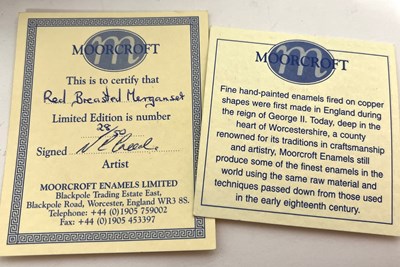 MOORCROFT
This is to certify that
Red Breasted Merganser
Limited Edition is number
Signed
Artist
MOORCROFT ENAMELS LIMITED
Blackpole Trading Estate East,
Blackpole Road, Worcester, England WR3 8S.
Telephone: +44 (0)1905 759002
Fax: +44 (0)1905 453397
MOORCROFT
Fine hand-painted enamels fired on copper
shapes were first made in England during
the reign of George II. Today, deep in the
heart of Worcestershire, a county
renowned for its traditions in craftsmanship
and artistry, Moorcroft Enamels still
produce some of the finest enamels in the
world using the same raw material and
techniques passed down from those used
in the early eighteenth century.